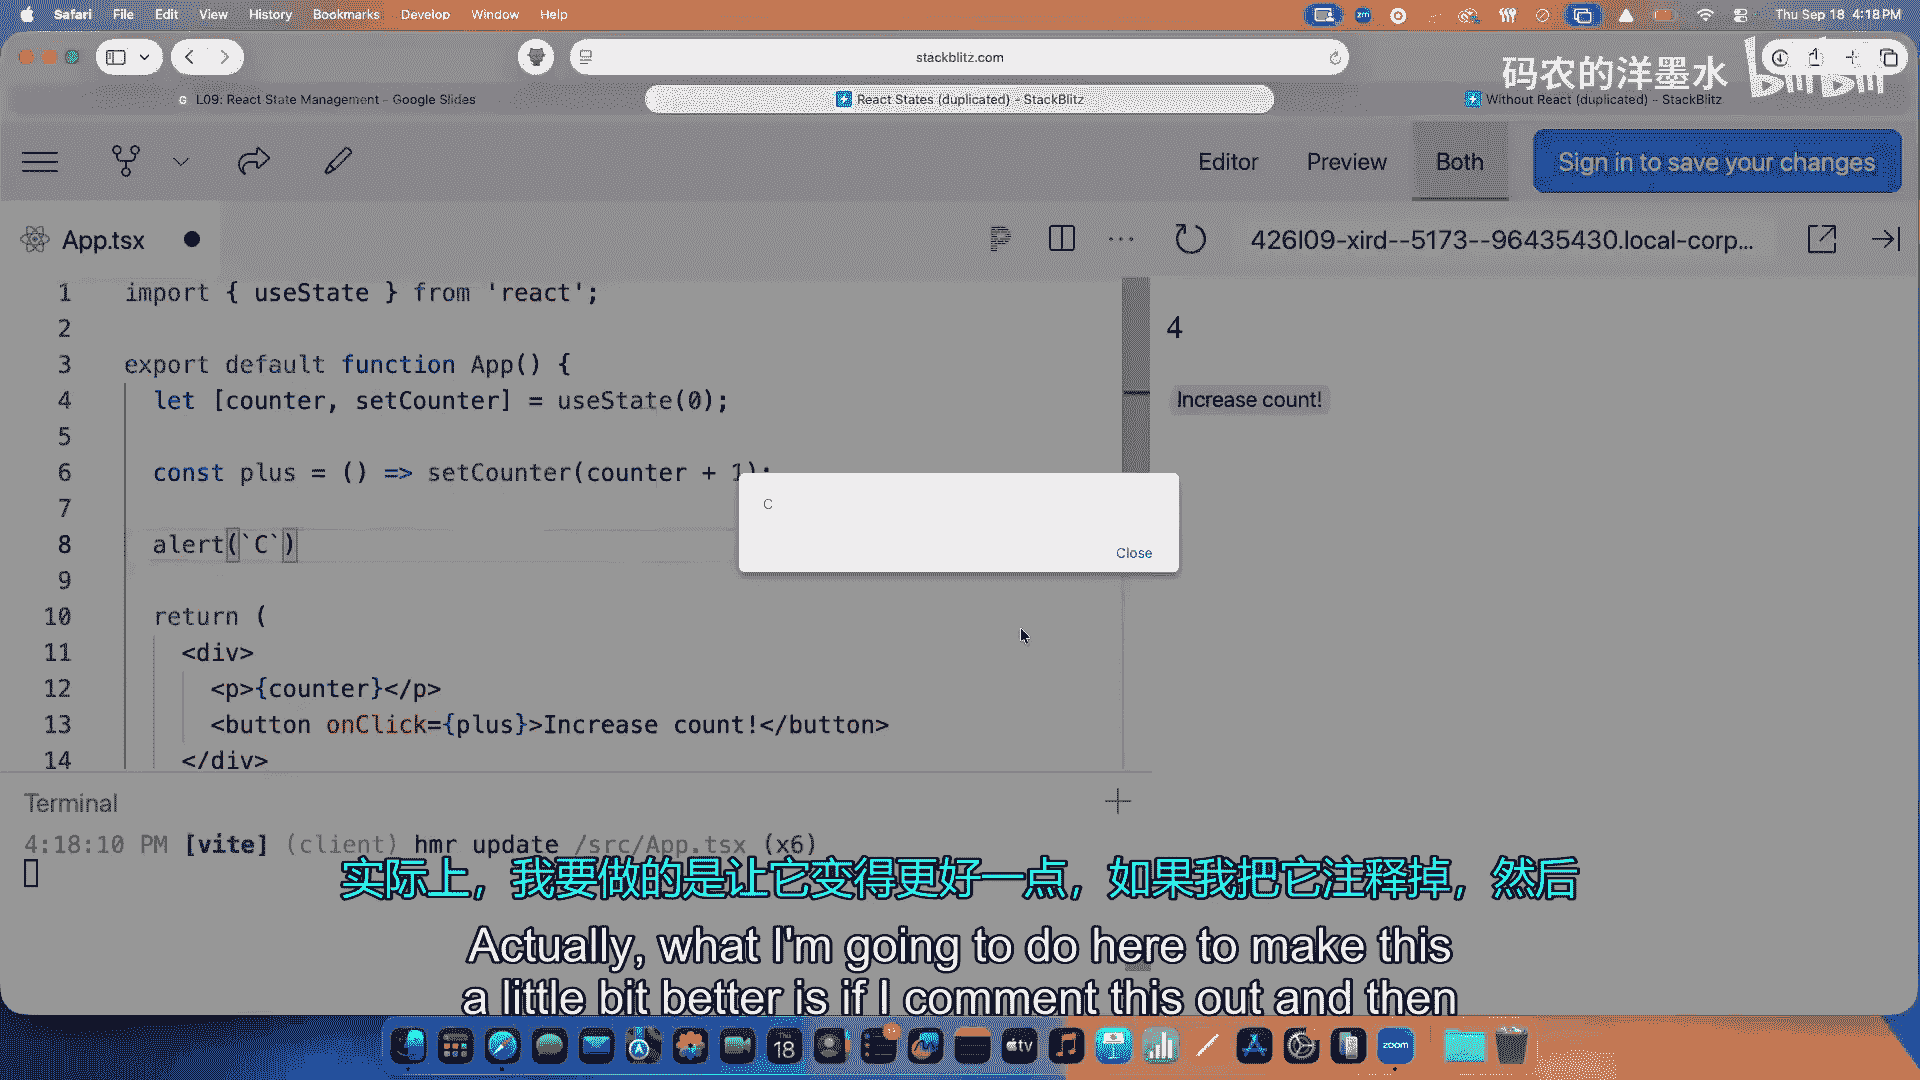 Safari File Edit View History Bookmarks Develop Window Help
zm
Thu Sep 18 4:18 PM
stackblitz.com
码农的洋墨水 bilibili
G L09: React State Management - Google Slides
React States (duplicated) - StackBlitz
Without React (duplicated) - StackBlitz
Editor Preview Both Sign in to save your changes
App.tsx
426l09-xird--5173--96435430.local-corp...
1 import { useState } from 'react';
2
3 export default function App() {
4 let [counter, setCounter] = useState(0);
5
6 const plus = () => setCounter(counter + 1);
7
8 alert(`C`)
9
10 return (
11 <div>
12 <p>{counter}</p>
13 <button onClick={plus}>Increase count!</button>
14 </div>
4
Increase count!
C
Close
Terminal
4:18:10 PM [vite] (client) hmr update /src/App.tsx (x6)
实际上，我要做的是让它变得更好一点，如果我把它注释掉，然后
Actually, what I'm going to do here to make this
a little bit better is if I comment this out and then
THU
18
tv
zoom